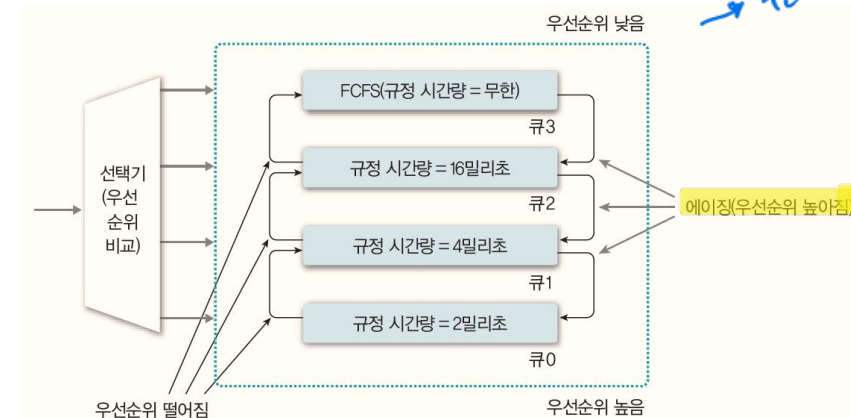 우선순위 낮음
FCFS(규정 시간량 = 무한)
큐3
규정 시간량 = 16밀리초
큐2
규정 시간량 = 4밀리초
큐1
규정 시간량 = 2밀리초
큐0
선택기
(우선
순위
비교)
에이징(우선순위 높아짐)
우선순위 떨어짐
우선순위 높음